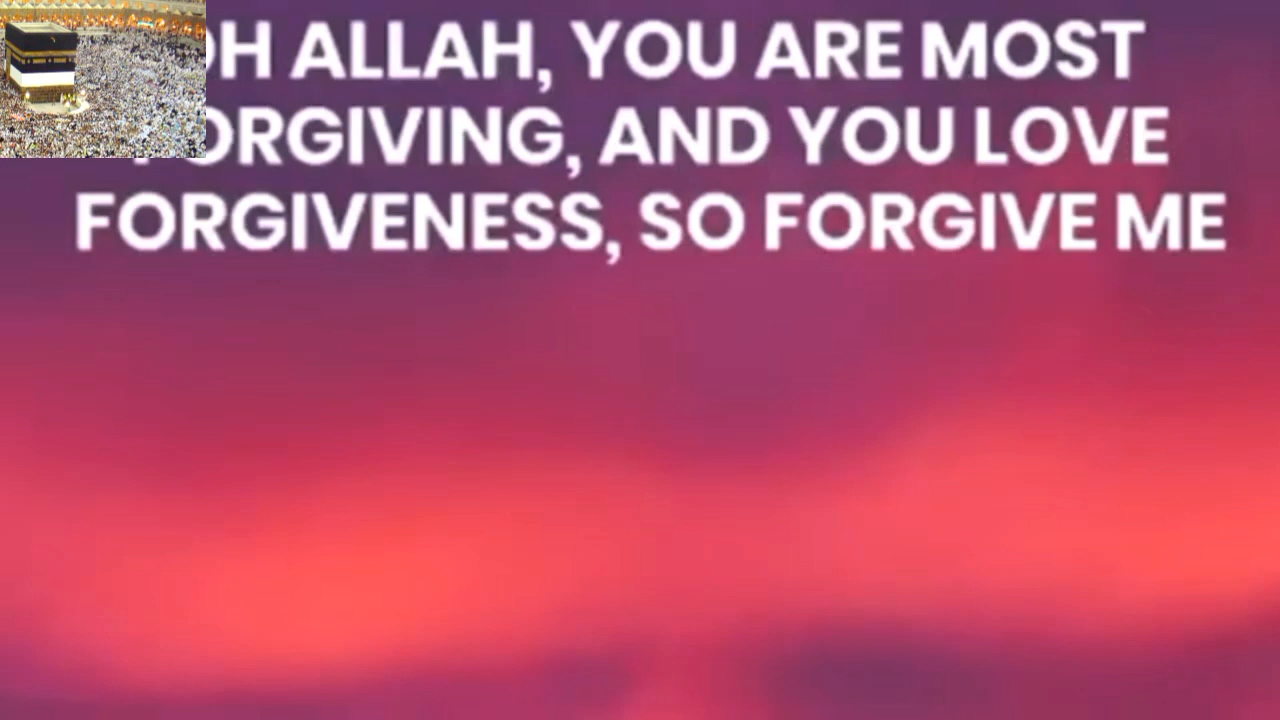 OH ALLAH, YOU ARE MOST
FORGIVING, AND YOU LOVE
FORGIVENESS, SO FORGIVE ME